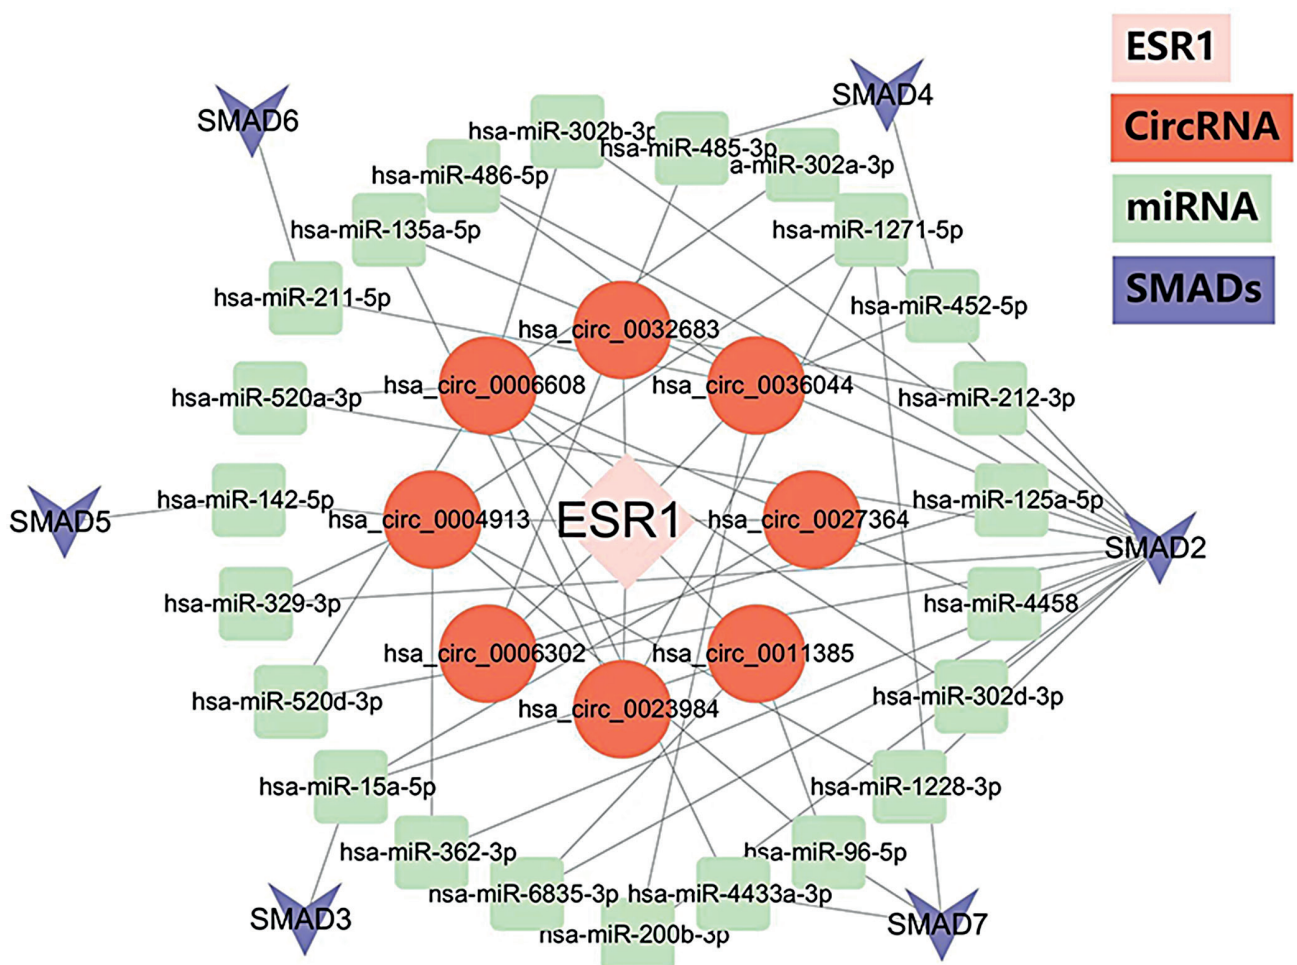 ESR1
CircRNA
miRNA
SMADs
SMAD4
SMAD6
hsa-miR-302b-3p
hsa-miR-485-3p
a-miR-302a-3p
hsa-miR-486-5p
hsa-miR-135a-5p
hsa-miR-1271-5p
hsa-miR-211-5p
hsa-miR-452-5p
hsa_circ_0032683
hsa_circ_0006608
hsa_circ_0036044
hsa-miR-520a-3p
hsa-miR-212-3p
hsa-miR-142-5p
hsa-miR-125a-5p
SMAD5
hsa_circ_0004913
ESR1
hsa_circ_0027364
SMAD2
hsa-miR-329-3p
hsa-miR-4458
hsa_circ_0006302
hsa_circ_0011385
hsa-miR-520d-3p
hsa-miR-302d-3p
hsa_circ_0023984
hsa-miR-15a-5p
hsa-miR-1228-3p
hsa-miR-362-3p
hsa-miR-96-5p
hsa-miR-6835-3p
hsa-miR-4433a-3p
SMAD3
SMAD7
hsa-miR-200b-3p